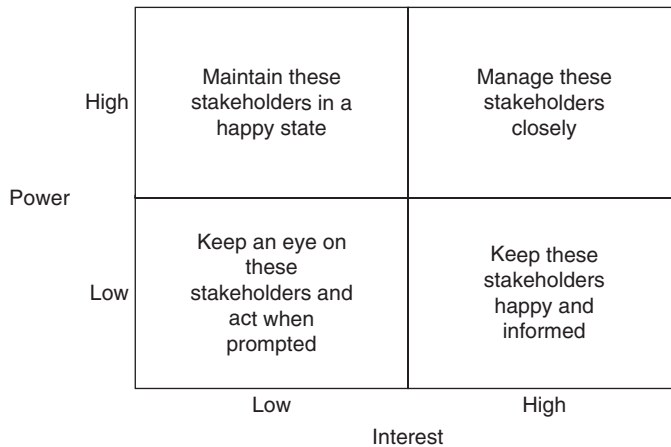 High
Maintain these
stakeholders in a
happy state
Manage these
stakeholders
closely
Power
Low
Keep an eye on
these
stakeholders and
act when
prompted
Keep these
stakeholders
happy and
informed
Low
High
Interest